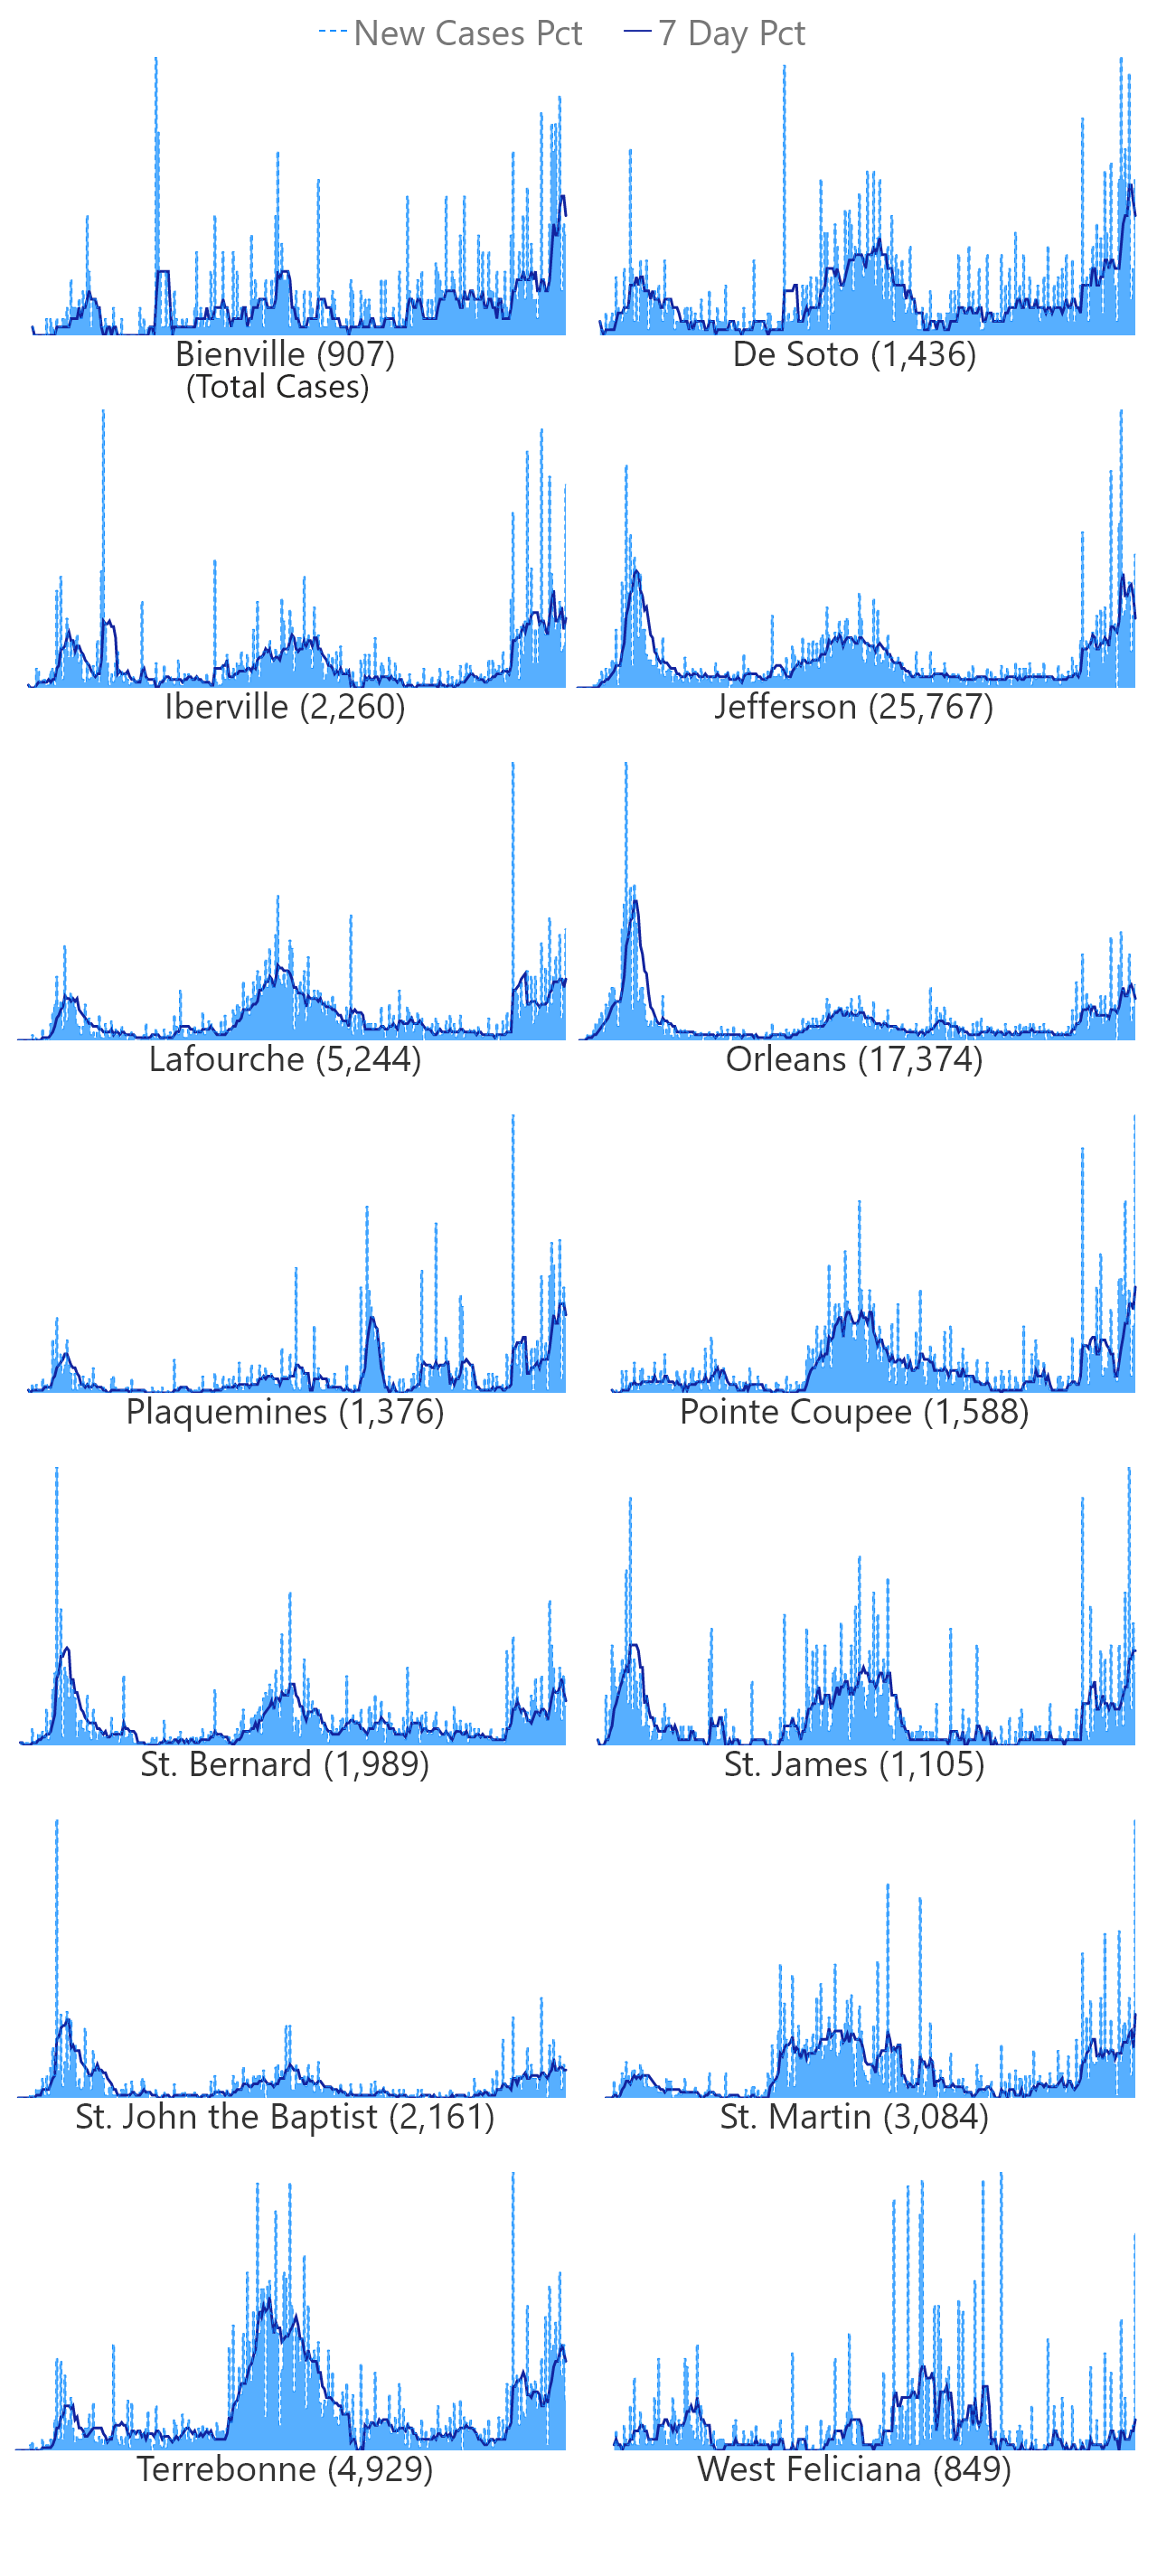 New Cases Pct 7 Day Pct
Bienville (907) De Soto (1,436)
(Total Cases)
Iberville (2,260) Jefferson (25,767)
Lafourche (5,244) Orleans (17,374)
Plaquemines (1,376) Pointe Coupee (1,588)
St. Bernard (1,989) St. James (1,105)
St. John the Baptist (2,161) St. Martin (3,084)
Terrebonne (4,929) West Feliciana (849)